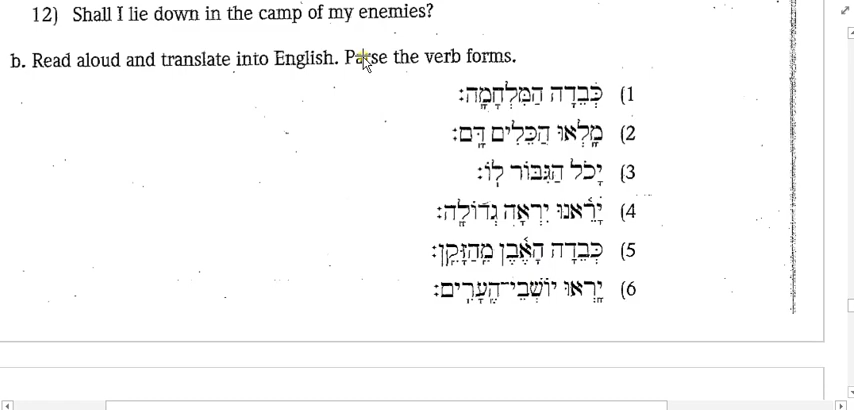 12) Shall I lie down in the camp of my enemies?
b. Read aloud and translate into English. Parse the verb forms.
1) כָּבְדָה הַמִּלְחָמָה׃
2) מָלְאוּ הַכֵּלִים דָּם׃
3) יָכֹל הַגִּבּוֹר לוֹ׃
4) יָרֵאנוּ יִרְאָה גְדוֹלָה׃
5) כָּבְדָה הָאֶבֶן מֵהַזָּקֵן׃
6) יָרְאוּ יוֹשְׁבֵי־הֶעָרִים׃